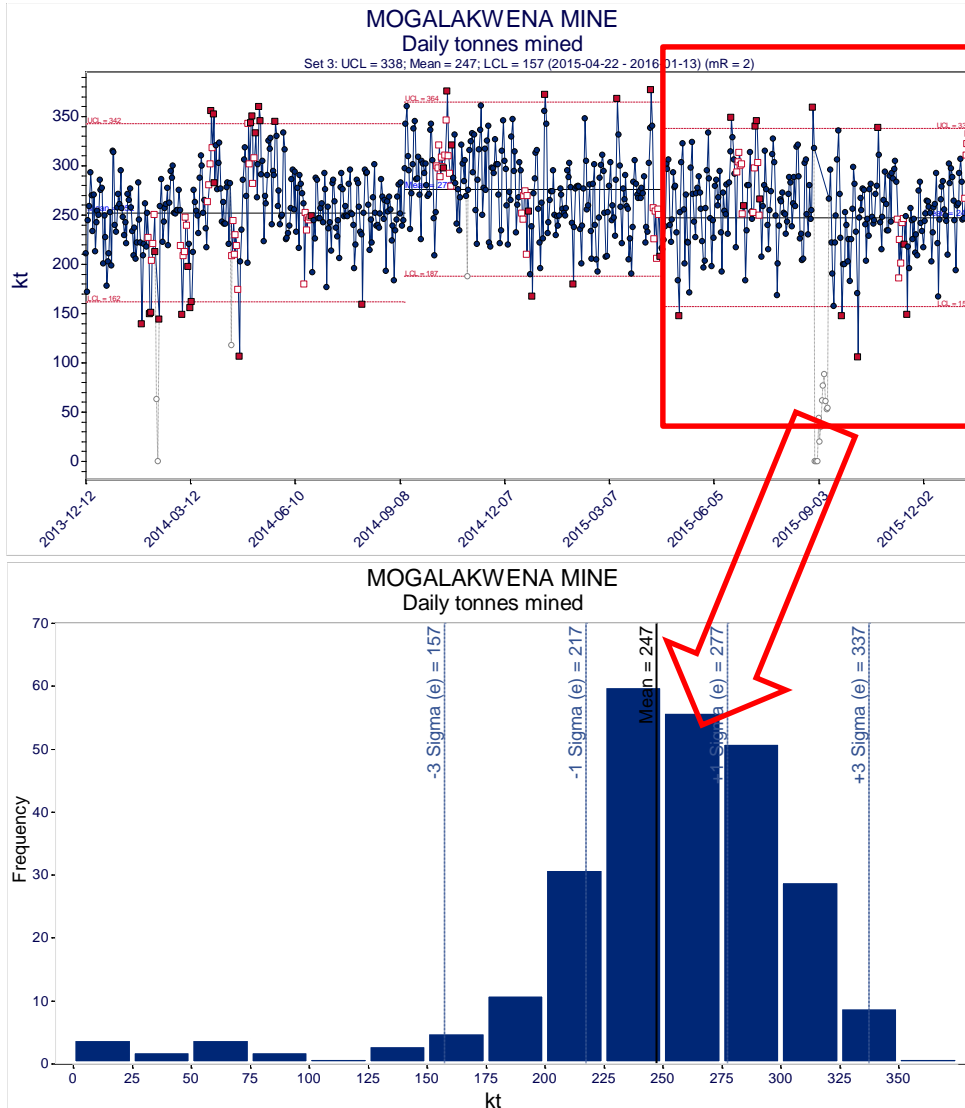 MOGALAKWENA MINE
Daily tonnes mined
Set 3: UCL = 338; Mean = 247; LCL = 157 (2015-04-22 - 2016-01-13) (mR = 2)
UCL = 342
UCL = 364
UCL = 33
LCL = 162
LCL = 187
LCL = 15
350
300
250
200
150
100
50
0
kt
2013-12-12
2014-03-12
2014-06-10
2014-09-08
2014-12-07
2015-03-07
2015-06-05
2015-09-03
2015-12-02
MOGALAKWENA MINE
Daily tonnes mined
70
60
50
40
30
20
10
0
Frequency
-3 Sigma (e) = 157
-1 Sigma (e) = 217
Mean = 247
+1 Sigma (e) = 277
+3 Sigma (e) = 337
0 25 50 75 100 125 150 175 200 225 250 275 300 325 350
kt